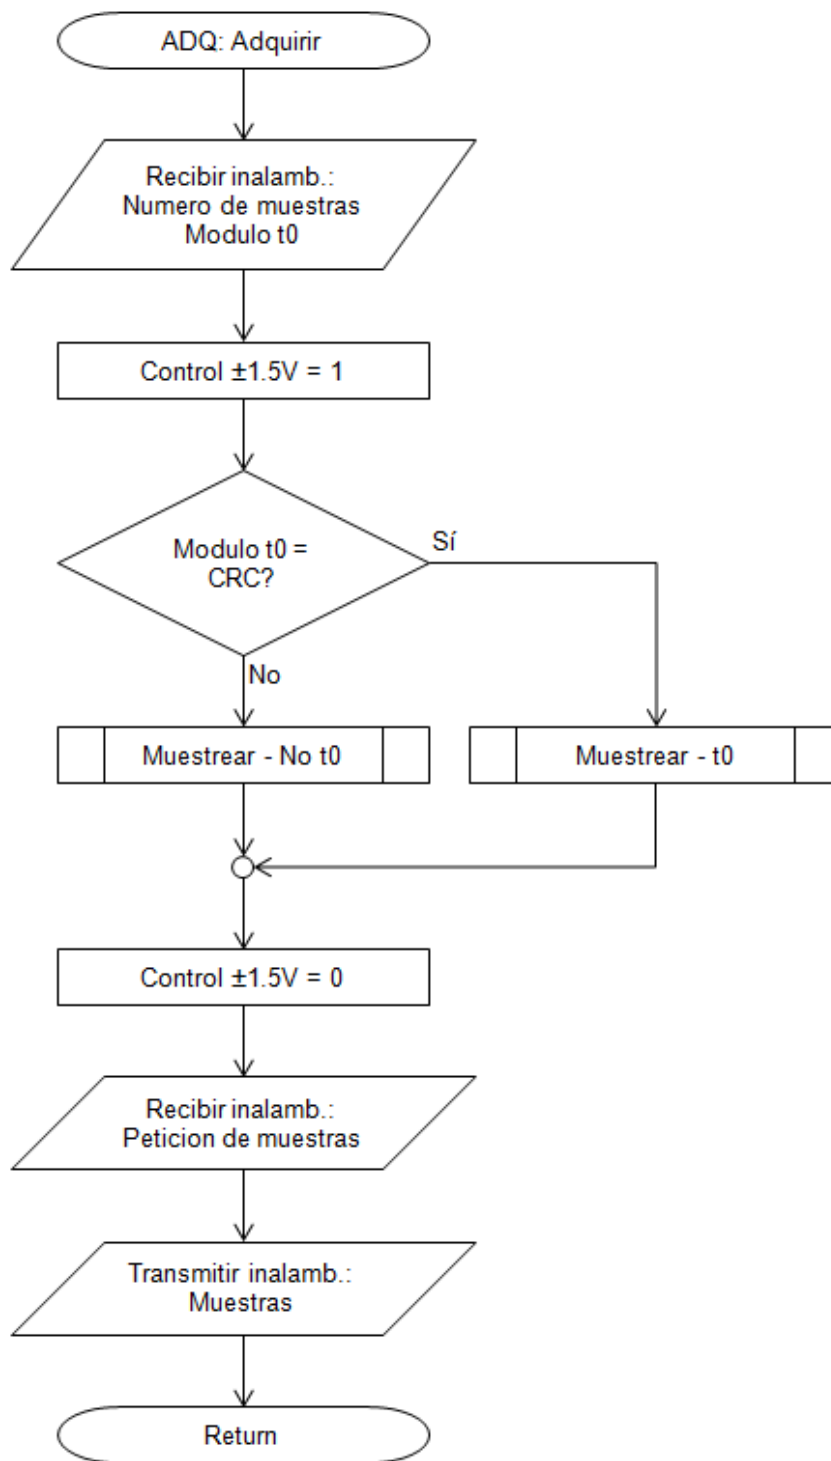 ADQ: Adquirir
Recibir inalamb.:
Numero de muestras
Modulo t0
Control ±1.5V = 1
Modulo t0 =
CRC?
Sí
No
Muestrear - No t0
Muestrear - t0
Control ±1.5V = 0
Recibir inalamb.:
Peticion de muestras
Transmitir inalamb.:
Muestras
Return